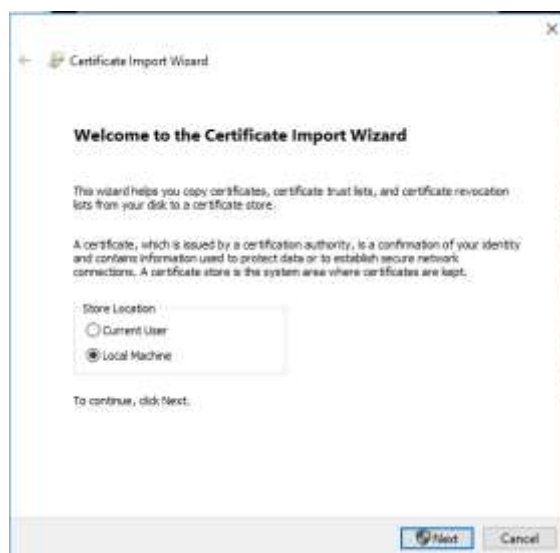 Certificate Import Wizard
Welcome to the Certificate Import Wizard
This wizard helps you copy certificates, certificate trust lists, and certificate revocation
lists from your disk to a certificate store.
A certificate, which is issued by a certification authority, is a confirmation of your identity
and contains information used to protect data or to establish secure network
connections. A certificate store is the system area where certificates are kept.
Store Location
Current User
Local Machine
To continue, click Next.
Next
Cancel